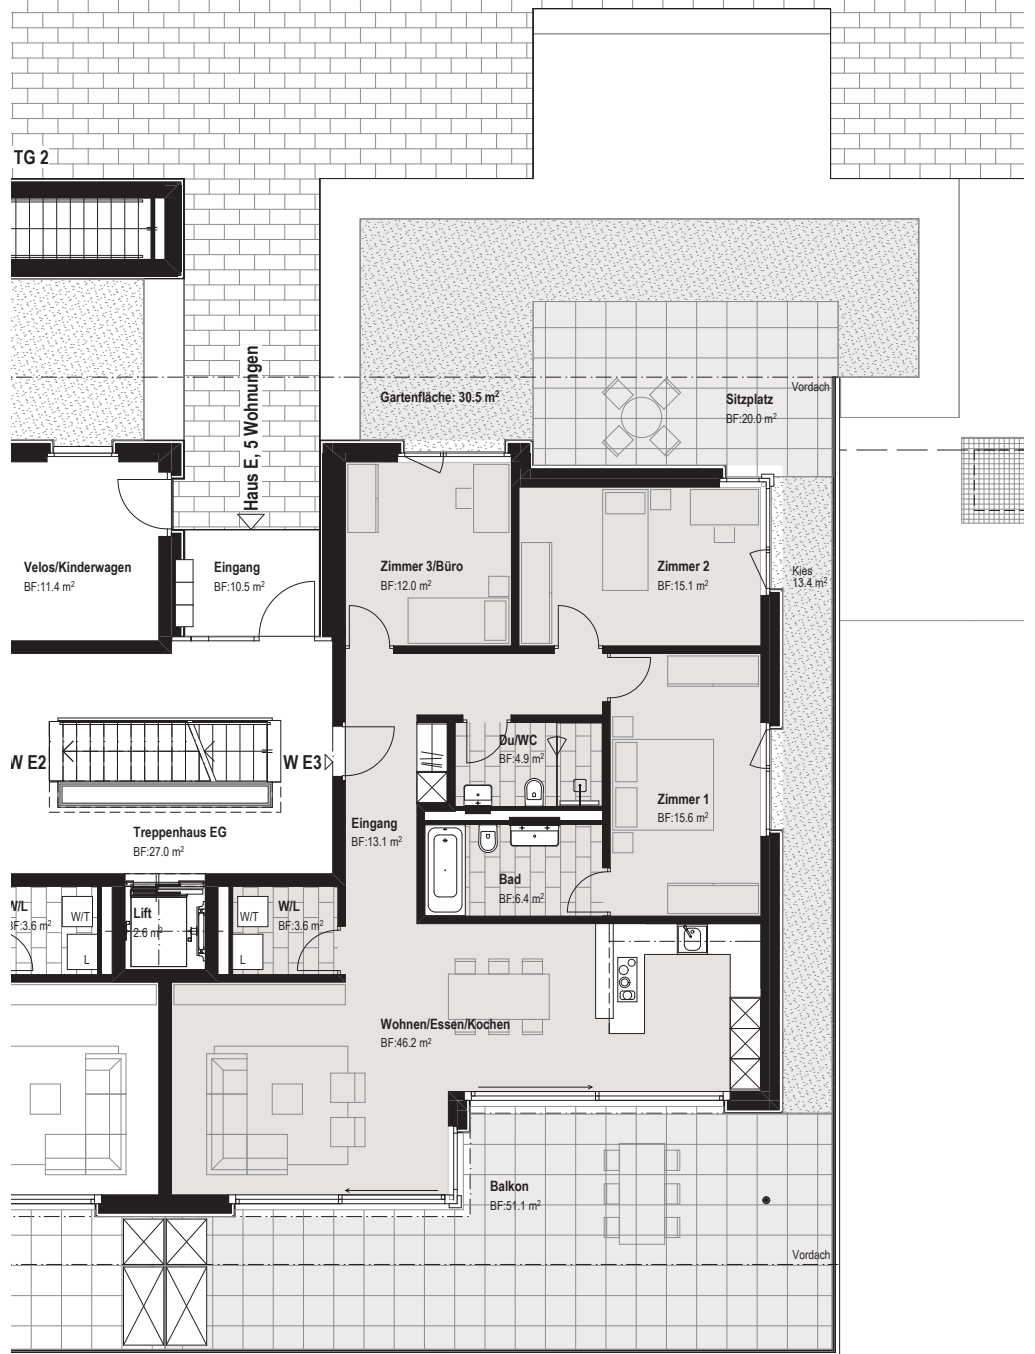 TG 2
Haus E, 5 Wohnungen
Gartenfläche: 30.5 m²
Vordach
Sitzplatz
BF:20.0 m²
Velos/Kinderwagen
BF:11.4 m²
Eingang
BF:10.5 m²
Zimmer 3/Büro
BF:12.0 m²
Zimmer 2
BF:15.1 m²
Kies
13.4 m²
W E2
W E3
Du/WC
BF:4.9 m²
Zimmer 1
BF:15.6 m²
Treppenhaus EG
BF:27.0 m²
Eingang
BF:13.1 m²
Bad
BF:6.4 m²
W/L
BF:3.6 m²
W/T
L
Lift
2.6 m²
W/T
L
W/L
BF:3.6 m²
Wohnen/Essen/Kochen
BF:46.2 m²
Balkon
BF:51.1 m²
Vordach